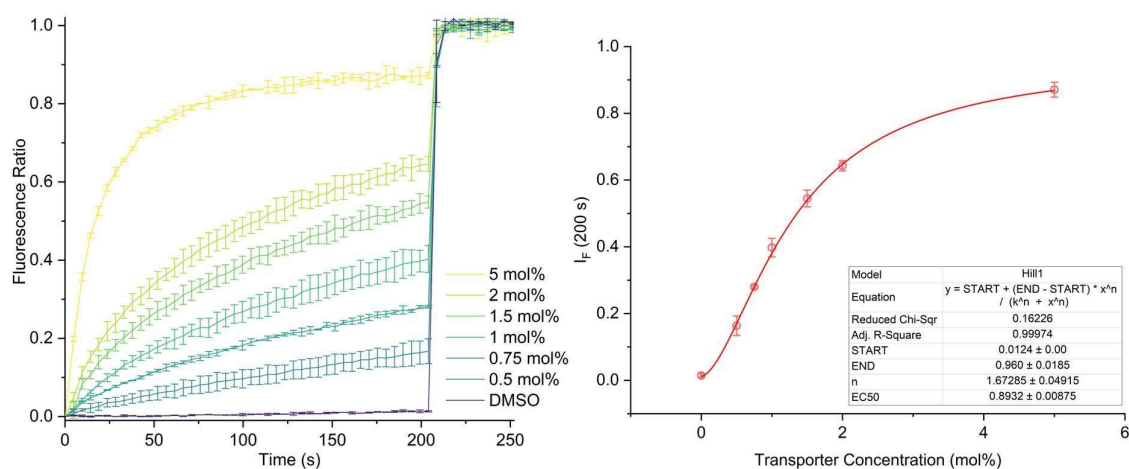 1.0
0.8
0.6
0.4
0.2
0.0
Fluorescence Ratio
5 mol%
2 mol%
1.5 mol%
1 mol%
0.75 mol%
0.5 mol%
DMSO
0 50 100 150 200 250
Time (s)
1.0
0.8
0.6
0.4
0.2
0.0
I_F (200 s)
Model Hill1
Equation y = START + (END - START) * x^n
/ (k^n + x^n)
Reduced Chi-Sqr 0.16226
Adj. R-Square 0.99974
START 0.0124 ± 0.00
END 0.960 ± 0.0185
n 1.67285 ± 0.04915
EC50 0.8932 ± 0.00875
0 2 4 6
Transporter Concentration (mol%)